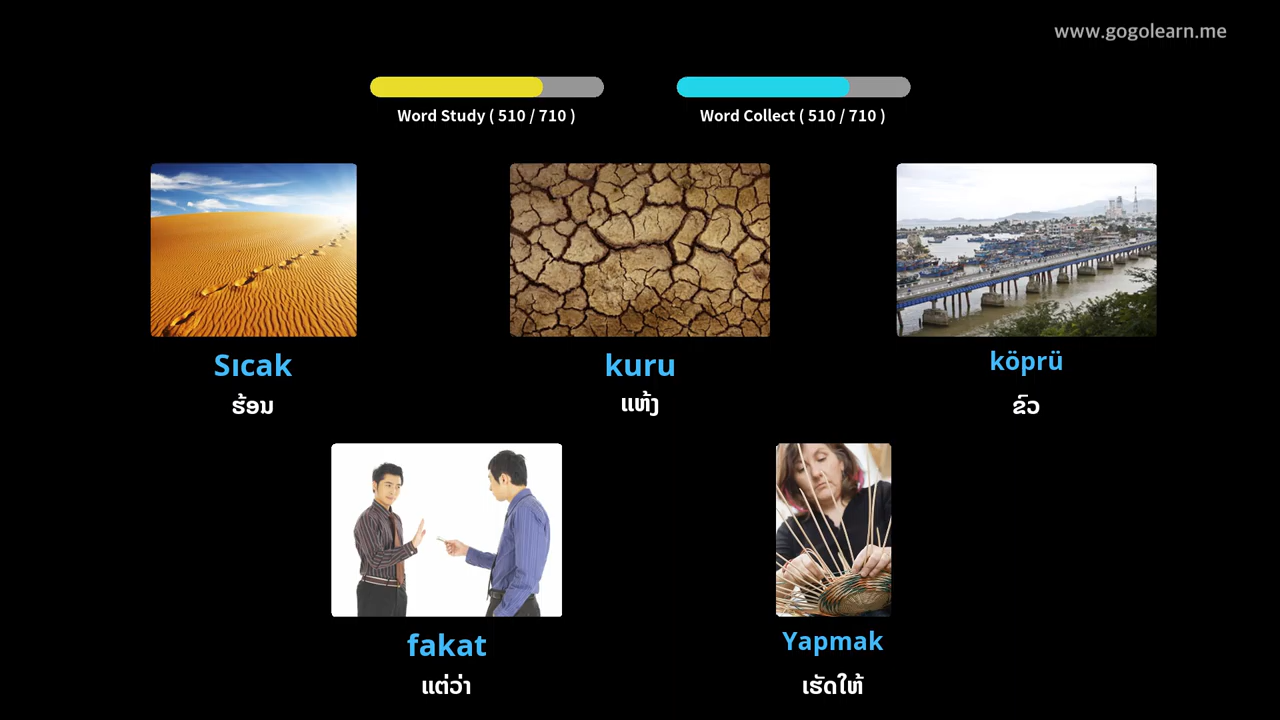 www.gogolearn.me
Word Study ( 510 / 710 )
Word Collect ( 510 / 710 )
Sıcak
ຮ້ອນ
kuru
ແຫ້ງ
köprü
ຂົວ
fakat
ແຕ່ວ່າ
Yapmak
ເຮັດໃຫ້